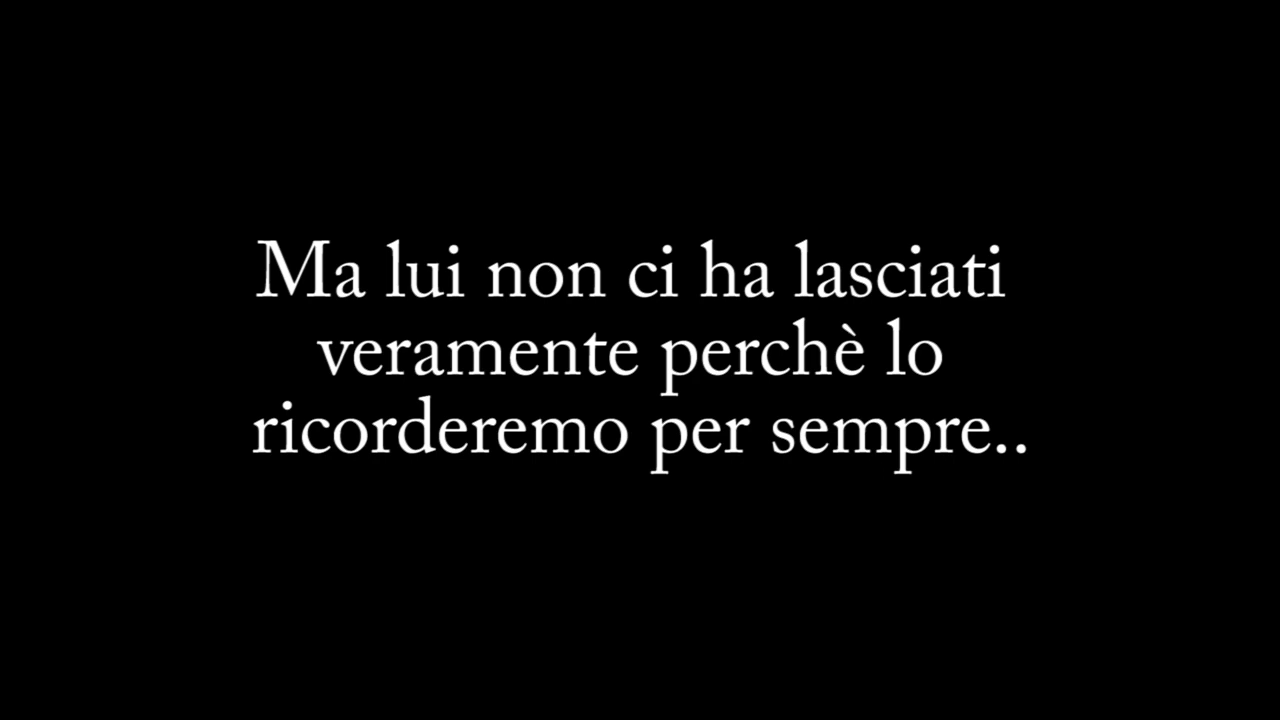 Ma lui non ci ha lasciati
veramente perchè lo
ricorderemo per sempre..